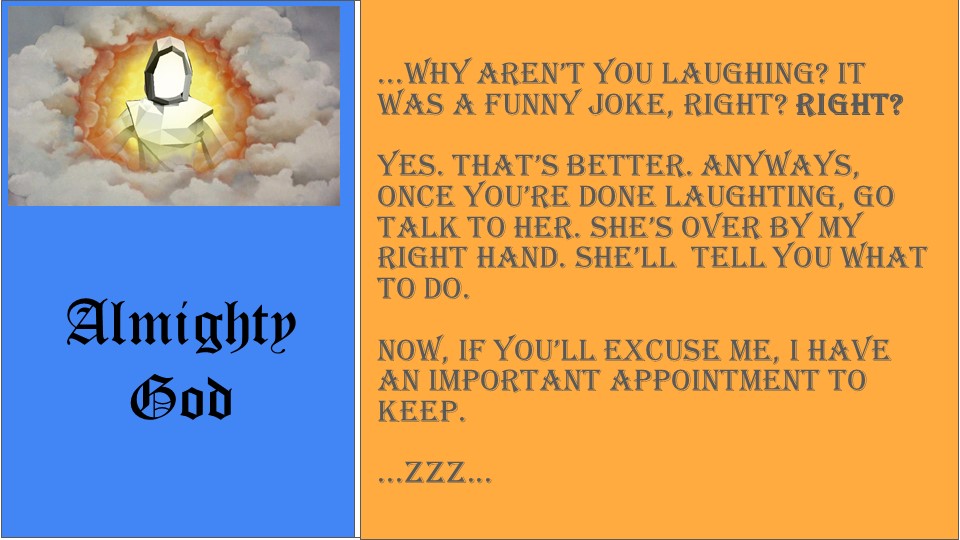 Almighty
God
...WHY AREN'T YOU LAUGHING? IT
WAS A FUNNY JOKE, RIGHT? RIGHT?
YES. THAT'S BETTER. ANYWAYS,
ONCE YOU'RE DONE LAUGHTING, GO
TALK TO HER. SHE'S OVER BY MY
RIGHT HAND. SHE'LL TELL YOU WHAT
TO DO.
NOW, IF YOU'LL EXCUSE ME, I HAVE
AN IMPORTANT APPOINTMENT TO
KEEP.
...ZZZ...